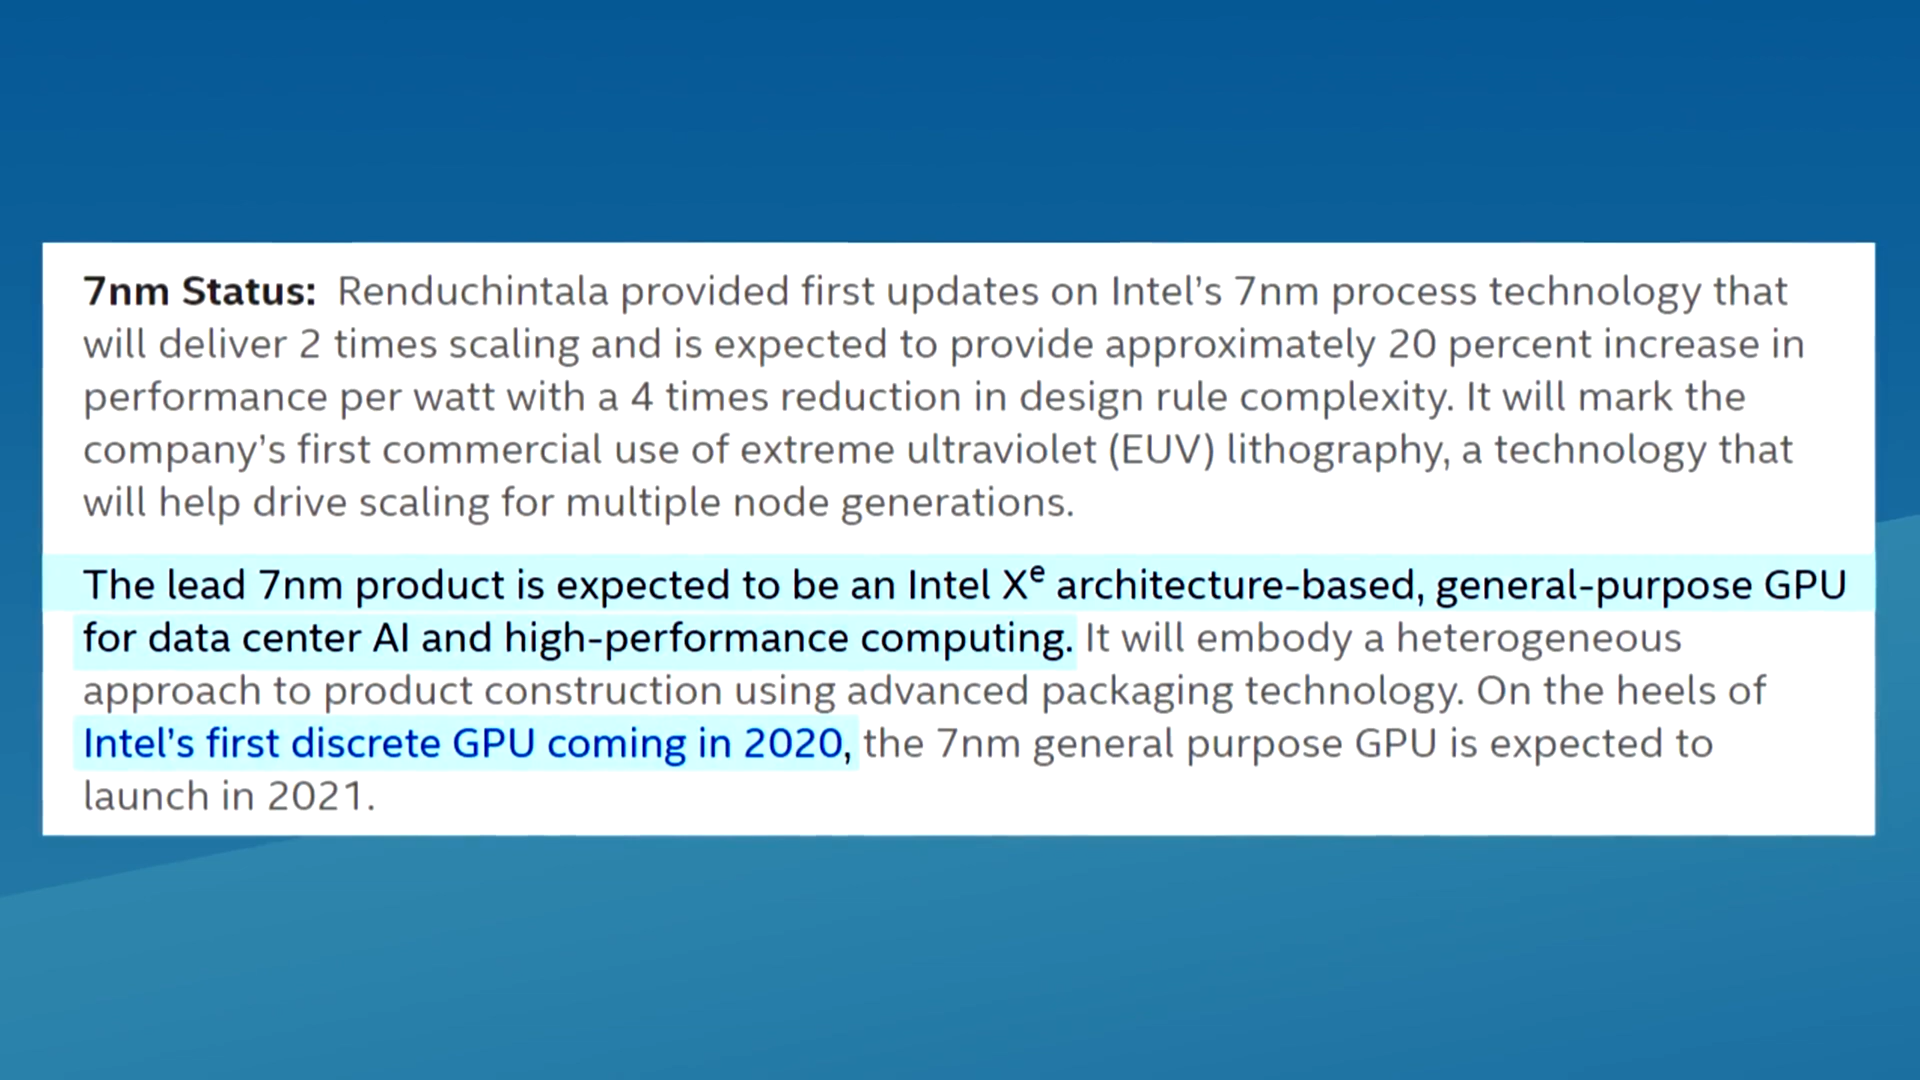 7nm Status: Renduchintala provided first updates on Intel’s 7nm process technology that
will deliver 2 times scaling and is expected to provide approximately 20 percent increase in
performance per watt with a 4 times reduction in design rule complexity. It will mark the
company’s first commercial use of extreme ultraviolet (EUV) lithography, a technology that
will help drive scaling for multiple node generations.
The lead 7nm product is expected to be an Intel Xᵉ architecture-based, general-purpose GPU
for data center AI and high-performance computing. It will embody a heterogeneous
approach to product construction using advanced packaging technology. On the heels of
Intel’s first discrete GPU coming in 2020, the 7nm general purpose GPU is expected to
launch in 2021.